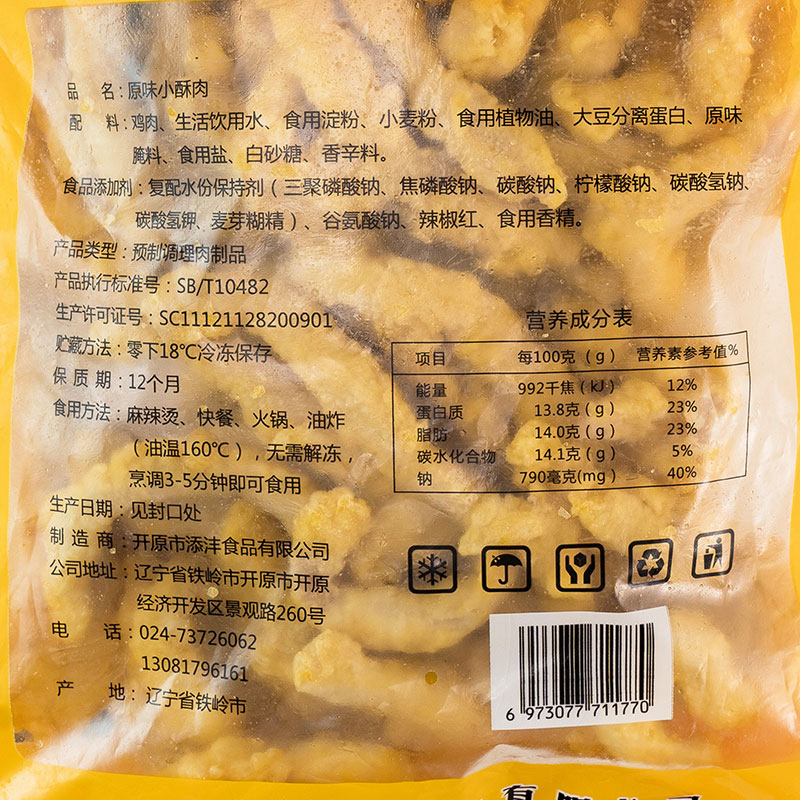 品 名:原味小酥肉
配 料:鸡肉、生活饮用水、食用淀粉、小麦粉、食用植物油、大豆分离蛋白、原味
腌料、食用盐、白砂糖、香辛料。
食品添加剂:复配水份保持剂(三聚磷酸钠、焦磷酸钠、碳酸钠、柠檬酸钠、碳酸氢钠、
碳酸氢钾、麦芽糊精)、谷氨酸钠、辣椒红、食用香精。
产品类型:预制调理肉制品
产品执行标准号:SB/T10482
生产许可证号:SC11121128200901
贮藏方法:零下18℃冷冻保存
保 质 期:12个月
食用方法:麻辣烫、快餐、火锅、油炸
(油温160℃),无需解冻,
烹调3-5分钟即可食用
生产日期:见封口处
制 造 商:开原市添沣食品有限公司
公司地址:辽宁省铁岭市开原市开原
经济开发区景观路260号
电 话:024-73726062
13081796161
产 地:辽宁省铁岭市
营养成分表
项目 每100克(g) 营养素参考值%
能量 992千焦(kJ) 12%
蛋白质 13.8克(g) 23%
脂肪 14.0克(g) 23%
碳水化合物 14.1克(g) 5%
钠 790毫克(mg) 40%
6 973077 711770